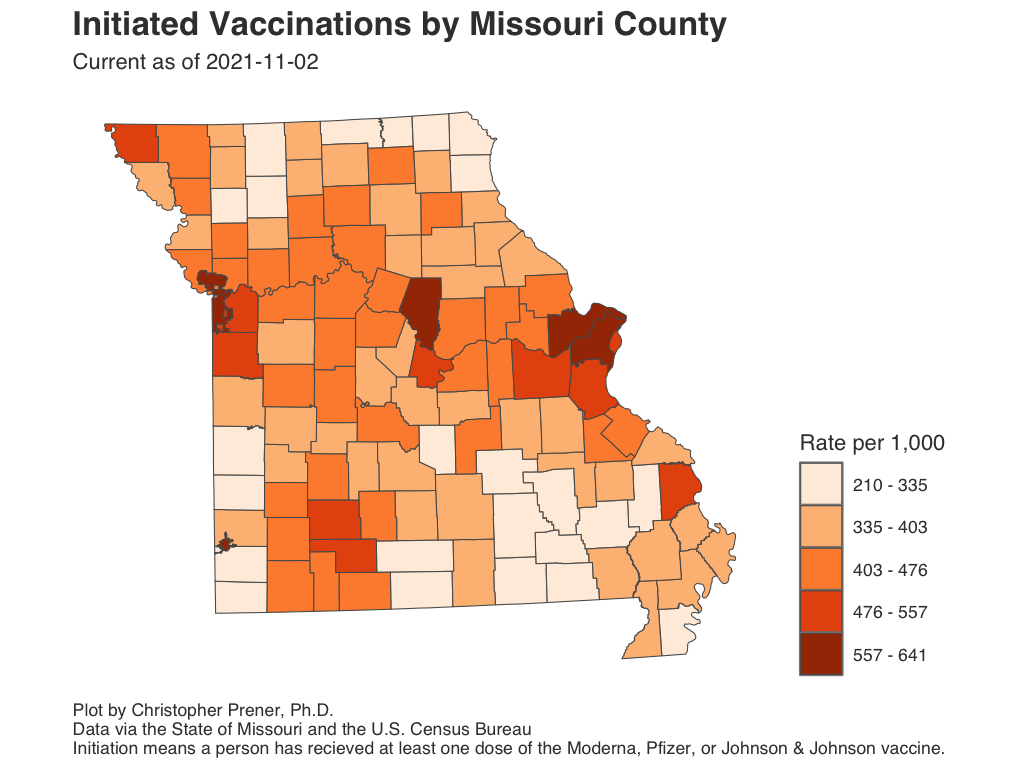 Initiated Vaccinations by Missouri County
Current as of 2021-11-02
Rate per 1,000
210 - 335
335 - 403
403 - 476
476 - 557
557 - 641
Plot by Christopher Prener, Ph.D.
Data via the State of Missouri and the U.S. Census Bureau
Initiation means a person has recieved at least one dose of the Moderna, Pfizer, or Johnson & Johnson vaccine.